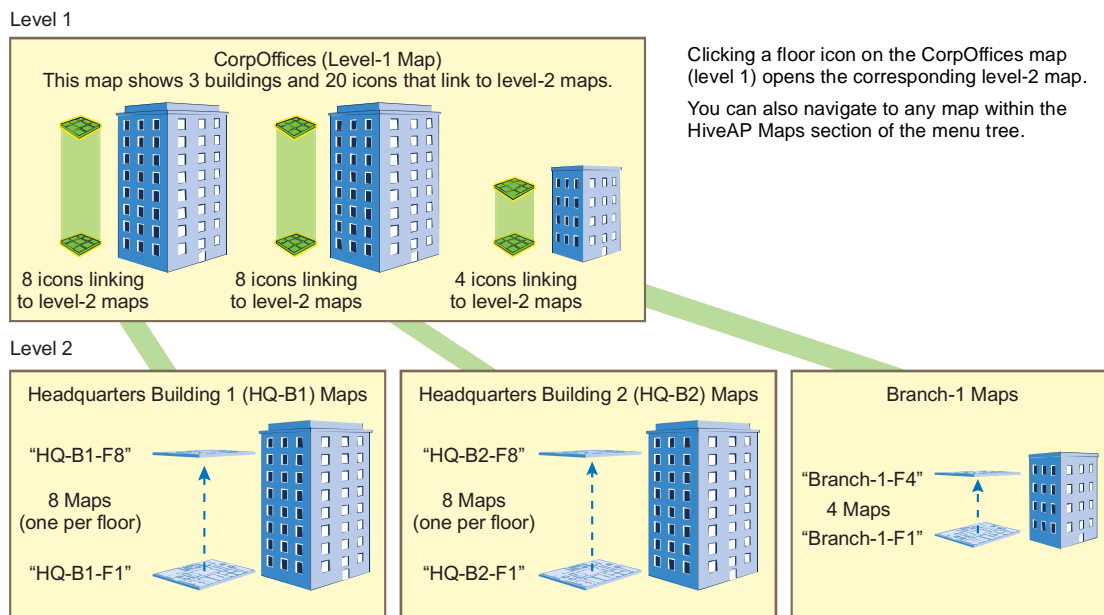 Level 1
CorpOffices (Level-1 Map)
This map shows 3 buildings and 20 icons that link to level-2 maps.
8 icons linking
to level-2 maps
8 icons linking
to level-2 maps
4 icons linking
to level-2 maps
Clicking a floor icon on the CorpOffices map
(level 1) opens the corresponding level-2 map.
You can also navigate to any map within the
HiveAP Maps section of the menu tree.
Level 2
Headquarters Building 1 (HQ-B1) Maps
“HQ-B1-F8”
8 Maps
(one per floor)
“HQ-B1-F1”
Headquarters Building 2 (HQ-B2) Maps
“HQ-B2-F8”
8 Maps
(one per floor)
“HQ-B2-F1”
Branch-1 Maps
“Branch-1-F4”
4 Maps
“Branch-1-F1”